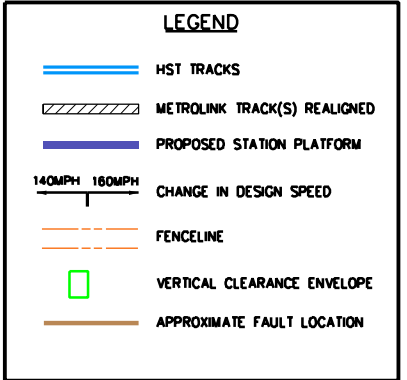 LEGEND
HST TRACKS
METROLINK TRACK(S) REALIGNED
PROPOSED STATION PLATFORM
140MPH 160MPH
CHANGE IN DESIGN SPEED
FENCELINE
VERTICAL CLEARANCE ENVELOPE
APPROXIMATE FAULT LOCATION